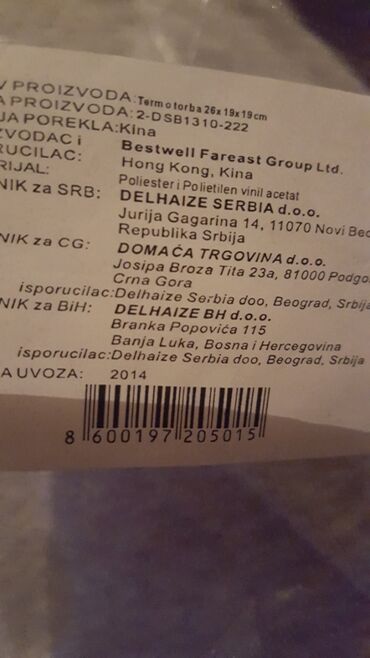 V PROIZVODA: Termo torba 26x19x19cm
A PROIZVODA: 2-DSB1310-222
JA POREKLA: Kina
ZVODAC i Bestwell Fareast Group Ltd.
RUCILAC: Hong Kong, Kina
RIJAL: Poliester i Polietilen vinil acetat
NIK za SRB: DELHAIZE SERBIA d.o.o.
Jurija Gagarina 14, 11070 Novi Beo
Republika Srbija
NIK za CG: DOMAĆA TRGOVINA d.o.o.
Josipa Broza Tita 23a, 81000 Podgo
Crna Gora
isporucilac: Delhaize Serbia doo, Beograd, Srbija
NIK za BiH: DELHAIZE BH d.o.o.
Branka Popovića 115
Banja Luka, Bosna i Hercegovina
isporucilac: Delhaize Serbia doo, Beograd, Srbija
A UVOZA: 2014
8 600197 205015